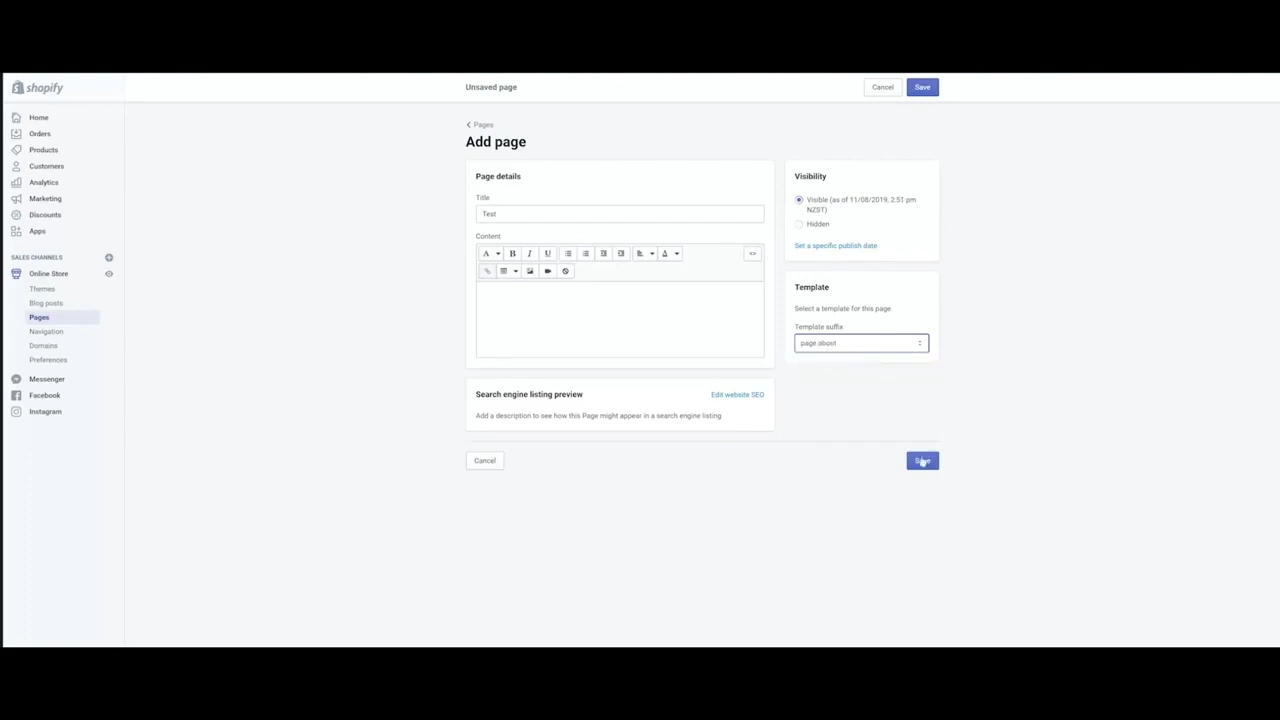 shopify
Unsaved page
Cancel
Save
Home
Orders
Products
Customers
Analytics
Marketing
Discounts
Apps
SALES CHANNELS
Online Store
Themes
Blog posts
Pages
Navigation
Domains
Preferences
Messenger
Facebook
Instagram
Pages
Add page
Page details
Title
Test
Content
Search engine listing preview
Edit website SEO
Add a description to see how this Page might appear in a search engine listing
Visibility
Visible (as of 11/08/2019, 2:51 pm
NZST)
Hidden
Set a specific publish date
Template
Select a template for this page.
Template suffix
page.about
Cancel
Save